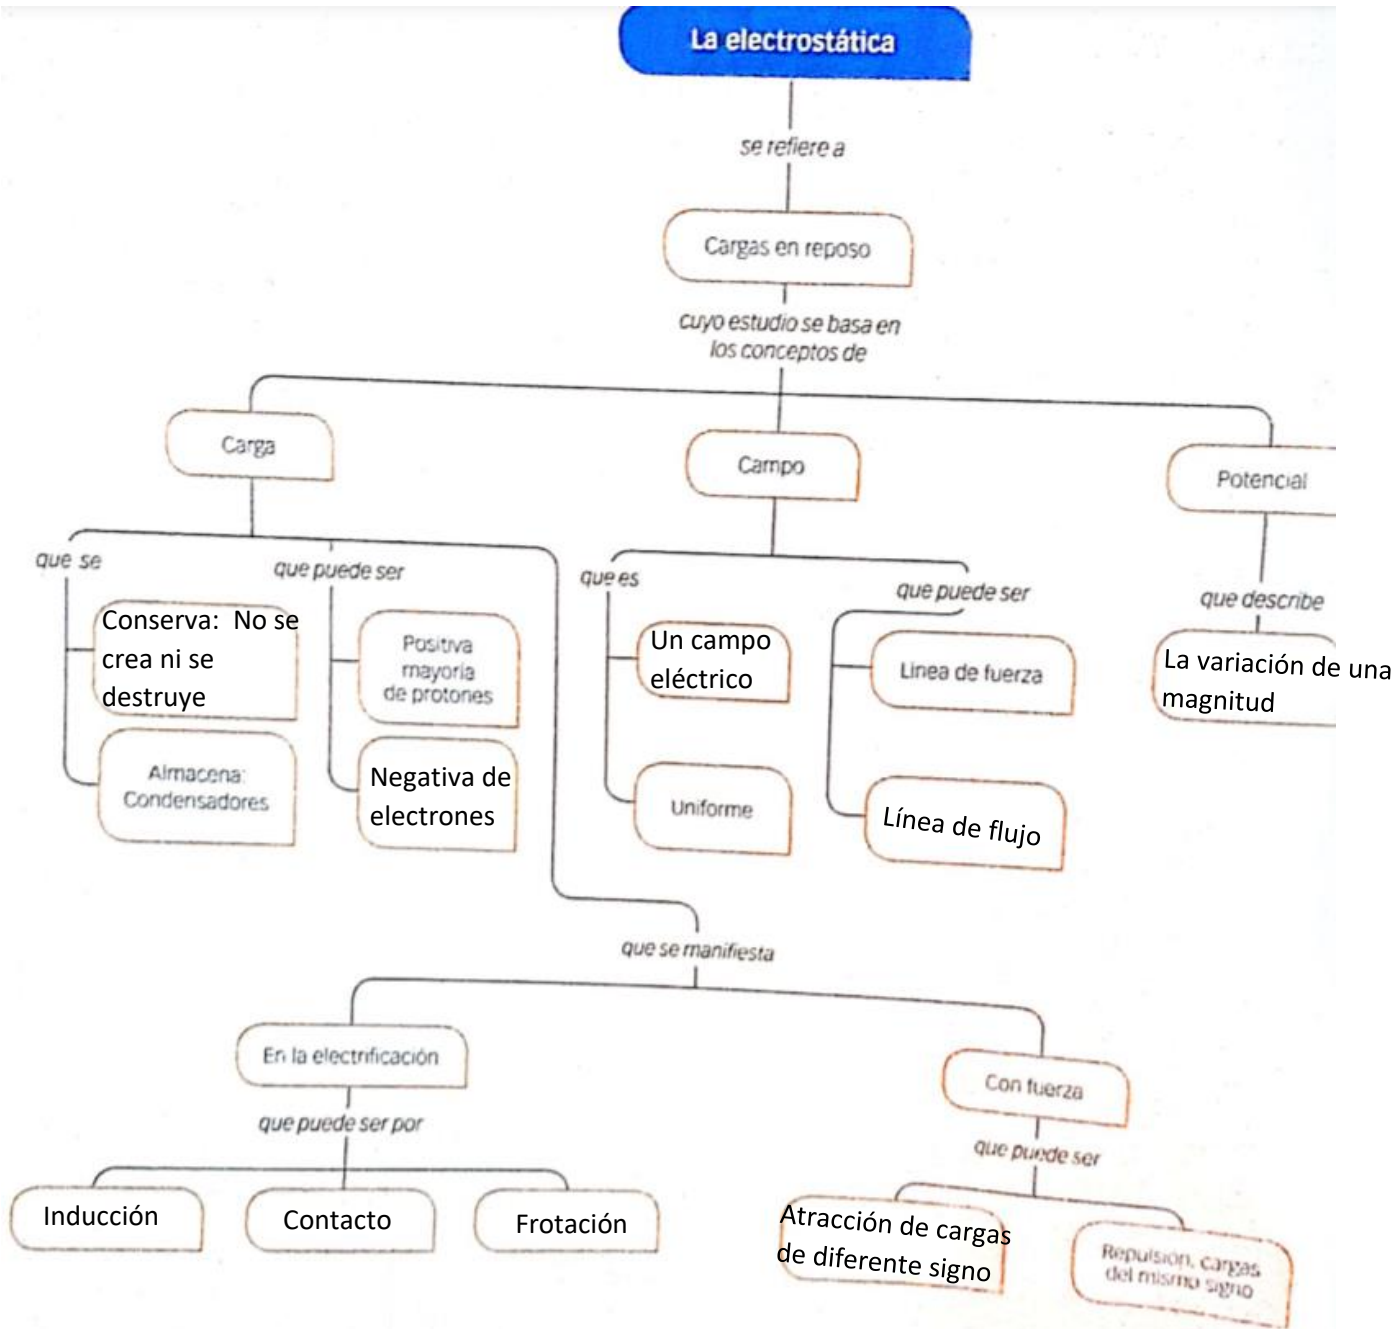 La electrostática
se refiere a
Cargas en reposo
cuyo estudio se basa en
los conceptos de
Carga
Campo
Potencial
que se
que puede ser
que es
que puede ser
que describe
Conserva: No se
crea ni se
destruye
Positiva
mayoría
de protones
Un campo
eléctrico
Linea de fuerza
La variación de una
magnitud
Almacena:
Condensadores
Negativa de
electrones
Uniforme
Línea de flujo
que se manifiesta
En la electrificación
Con fuerza
que puede ser por
que puede ser
Inducción
Contacto
Frotación
Atracción de cargas
de diferente signo
Repulsión, cargas
del mismo signo